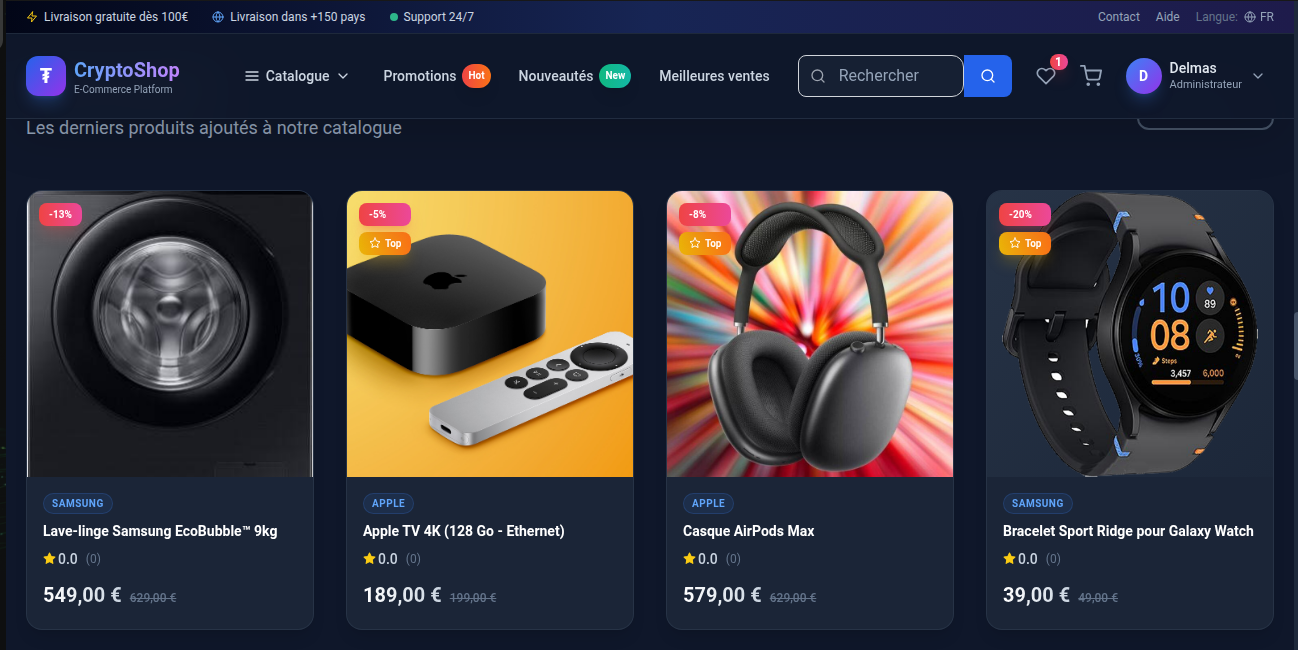 Livraison gratuite dès 100€
Livraison dans +150 pays
Support 24/7
Contact
Aide
Langue:
FR
₮
CryptoShop
E-Commerce Platform
Catalogue
Promotions
Hot
Nouveautés
New
Meilleures ventes
Rechercher
1
D
Delmas
Administrateur
Les derniers produits ajoutés à notre catalogue
-13%
SAMSUNG
Lave-linge Samsung EcoBubble™ 9kg
0.0 (0)
549,00 € 629,00 €
-5%
Top
APPLE
Apple TV 4K (128 Go - Ethernet)
0.0 (0)
189,00 € 199,00 €
-8%
Top
APPLE
Casque AirPods Max
0.0 (0)
579,00 € 629,00 €
-20%
Top
10
08
89
Steps
3,457 6,000
SAMSUNG
Bracelet Sport Ridge pour Galaxy Watch
0.0 (0)
39,00 € 49,00 €